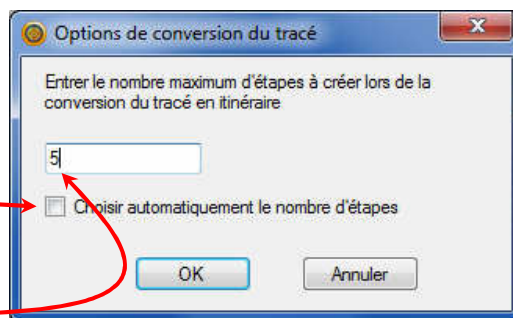 Options de conversion du tracé
Entrer le nombre maximum d'étapes à créer lors de la
conversion du tracé en itinéraire
5
Choisir automatiquement le nombre d'étapes
OK
Annuler